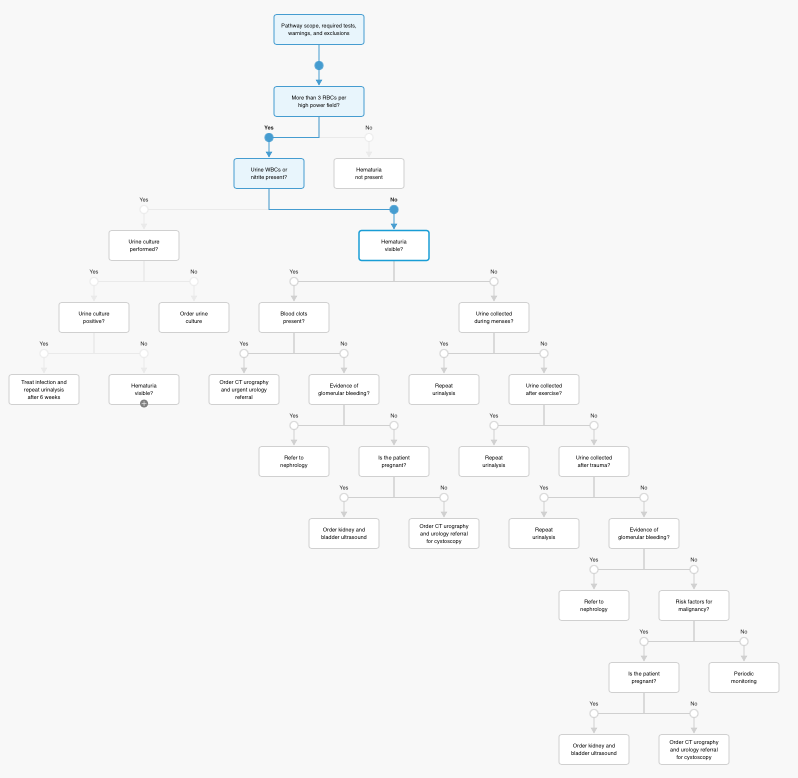 Pathway scope, required tests,
warnings, and exclusions
More than 3 RBCs per
high power field?
Yes
No
Urine WBCs or
nitrite present?
Hematuria
not present
Yes
No
Urine culture
performed?
Hematuria
visible?
Yes
No
Yes
No
Urine culture
positive?
Order urine
culture
Blood clots
present?
Urine collected
during menses?
Yes
No
Yes
No
Yes
No
Treat infection and
repeat urinalysis
after 6 weeks
Hematuria
visible?
Order CT urography
and urgent urology
referral
Evidence of
glomerular bleeding?
Repeat
urinalysis
Urine collected
after exercise?
Yes
No
Yes
No
Refer to
nephrology
Is the patient
pregnant?
Repeat
urinalysis
Urine collected
after trauma?
Yes
No
Yes
No
Order kidney and
bladder ultrasound
Order CT urography
and urology referral
for cystoscopy
Repeat
urinalysis
Evidence of
glomerular bleeding?
Yes
No
Refer to
nephrology
Risk factors for
malignancy?
Yes
No
Is the patient
pregnant?
Periodic
monitoring
Yes
No
Order kidney and
bladder ultrasound
Order CT urography
and urology referral
for cystoscopy